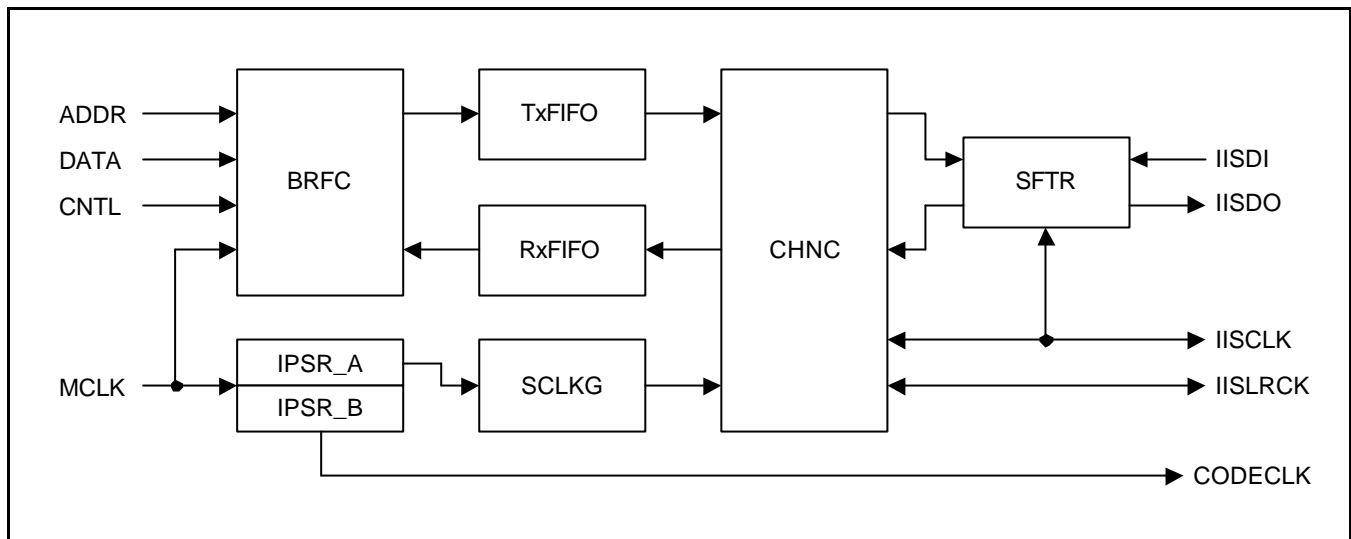 ADDR
DATA
CNTL
MCLK
BRFC
IPSR_A
IPSR_B
TxFIFO
RxFIFO
SCLKG
CHNC
SFTR
IISDI
IISDO
IISCLK
IISLRCK
CODECLK